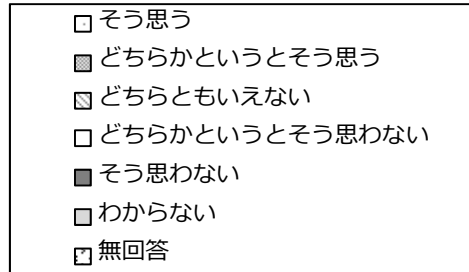 そう思う
どちらかというとそう思う
どちらともいえない
どちらかというとそう思わない
そう思わない
わからない
無回答